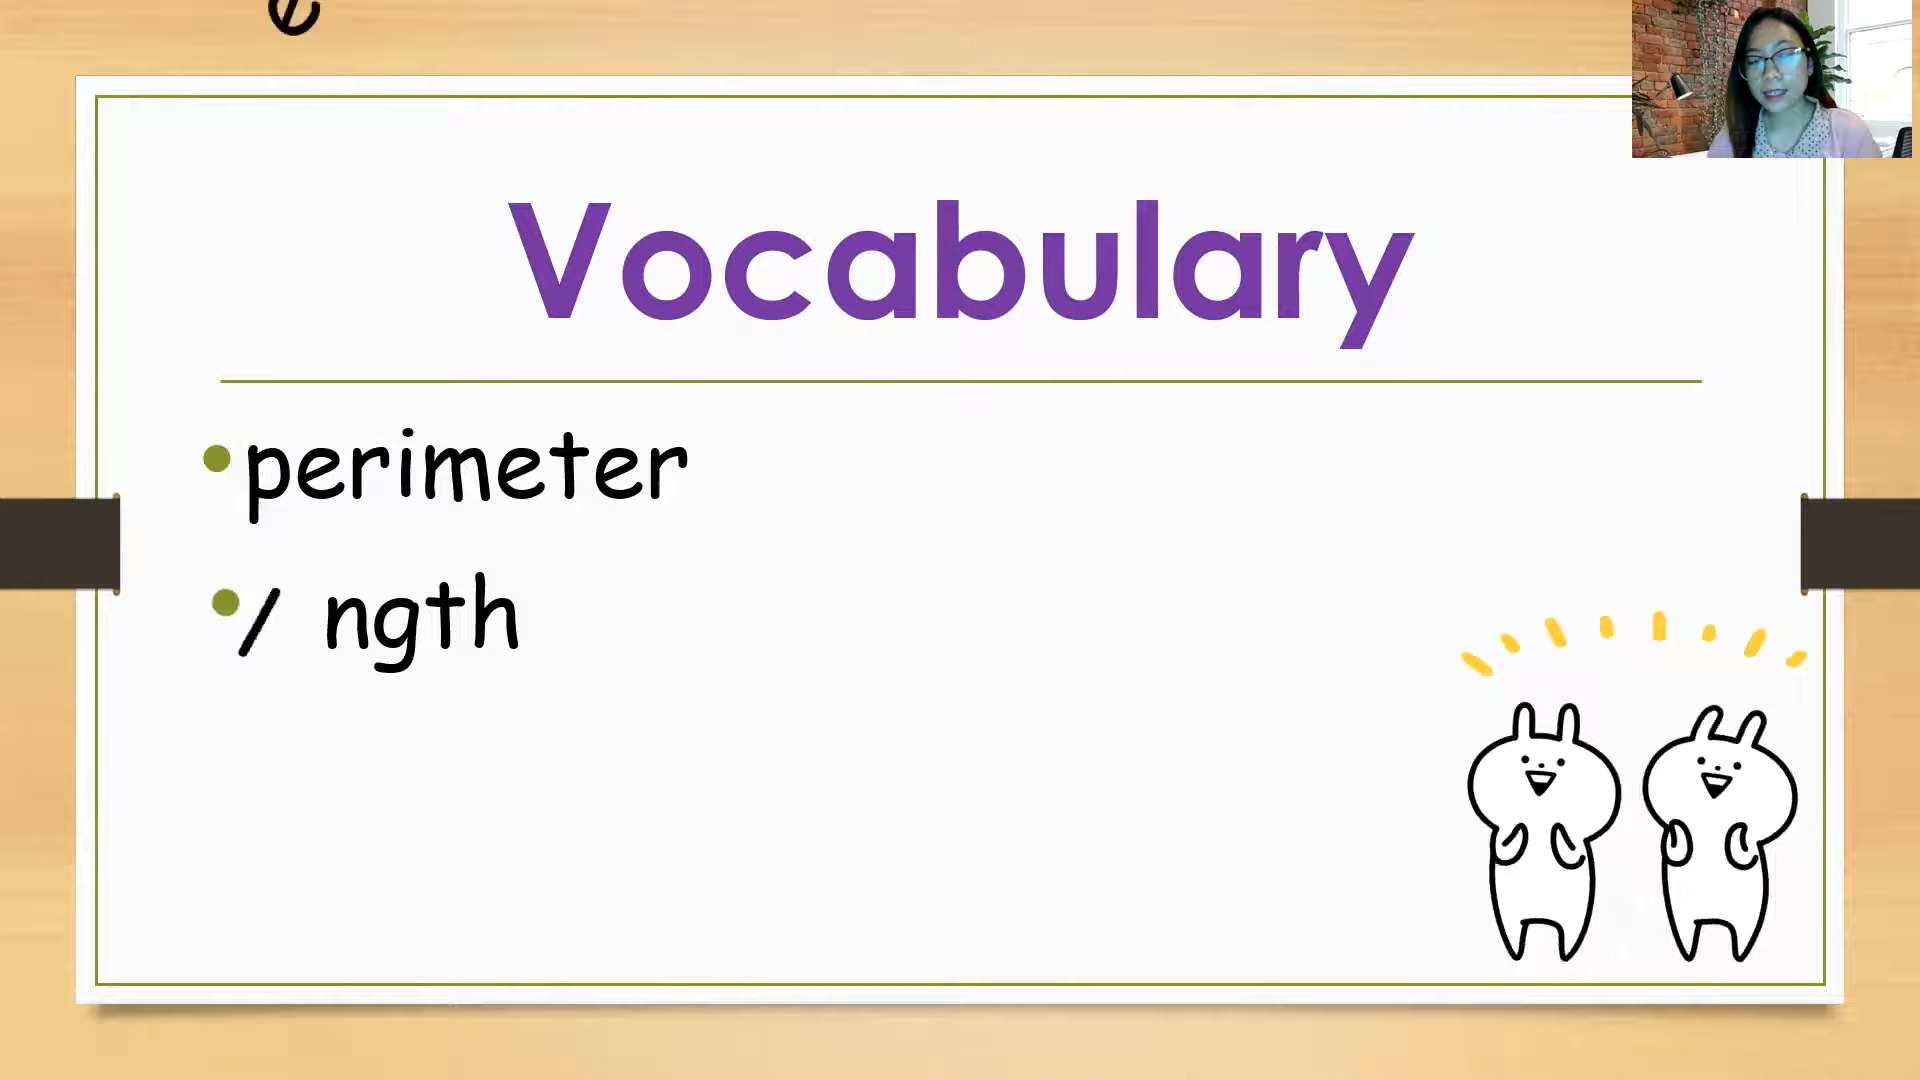 e
Vocabulary
• perimeter
• l ngth